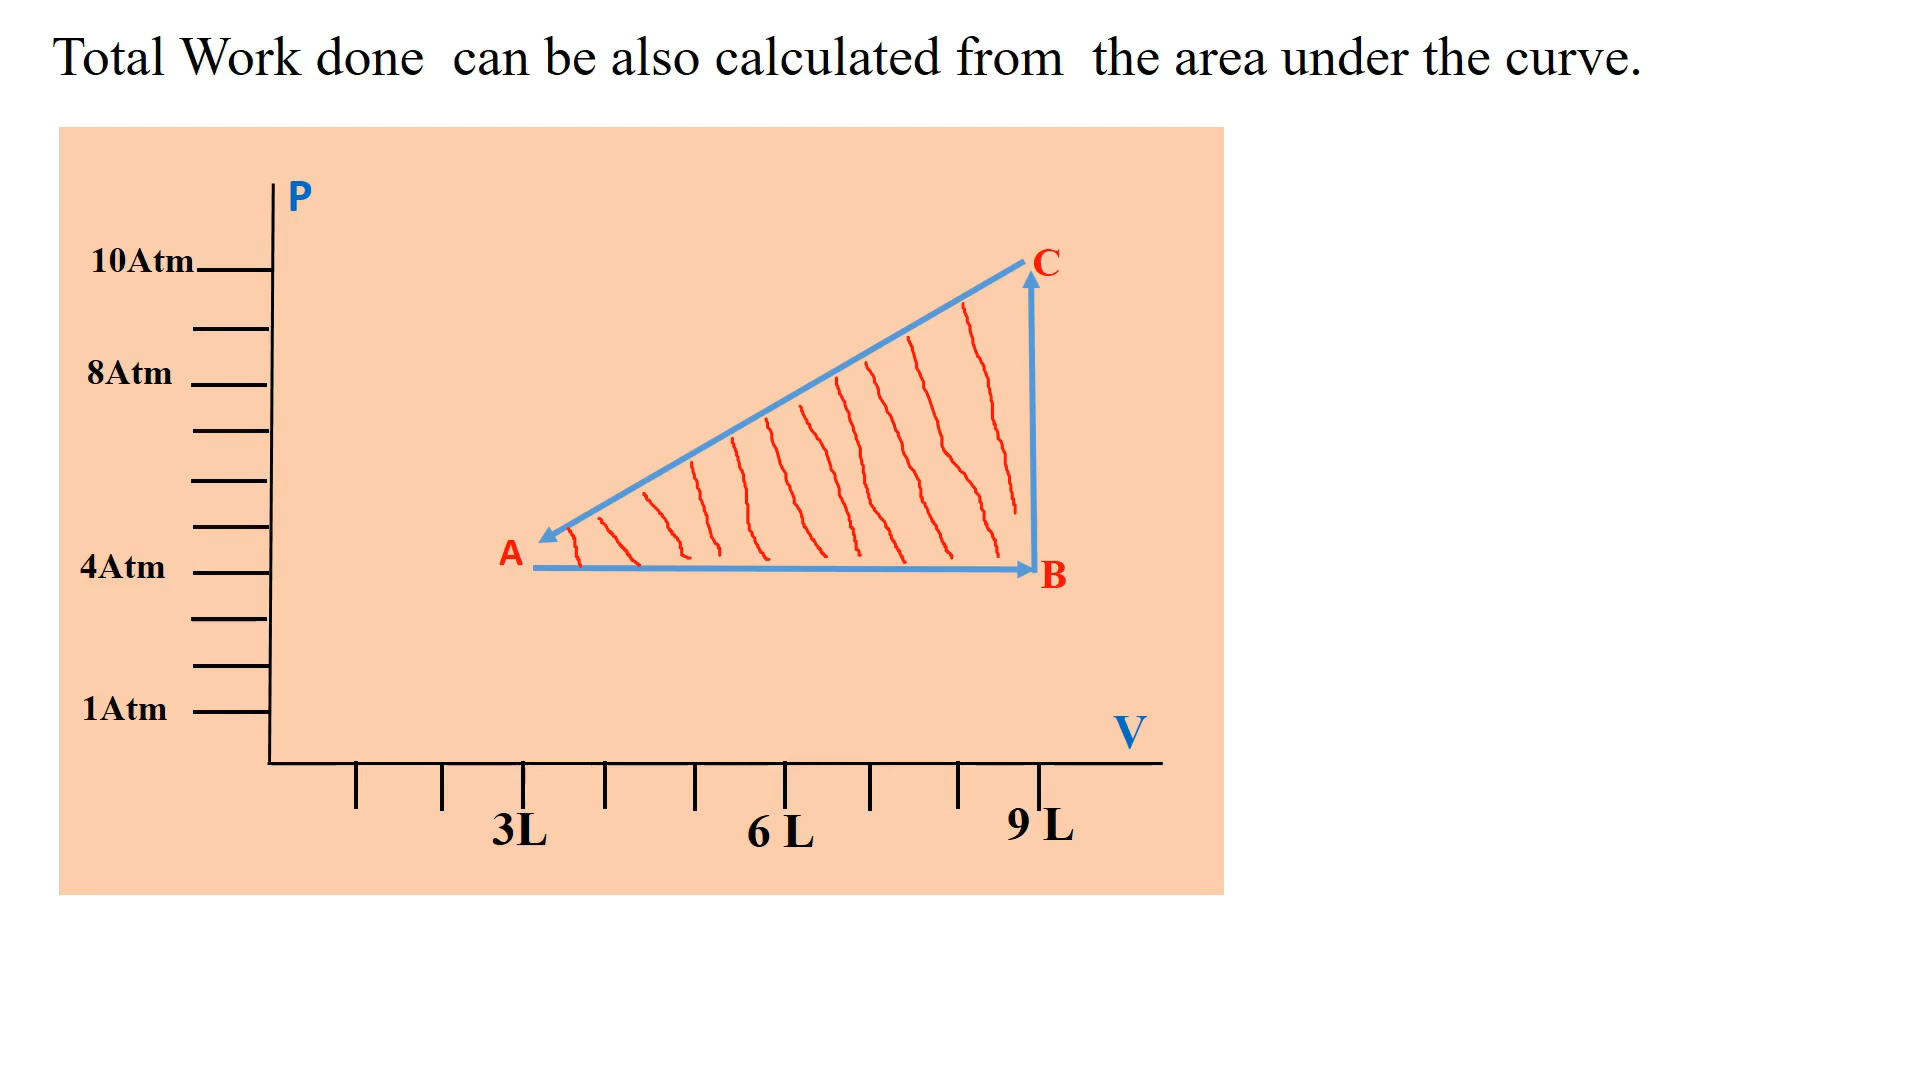 Total Work done can be also calculated from the area under the curve.
P
10Atm
C
8Atm
A
4Atm
B
1Atm
V
3L
6 L
9 L